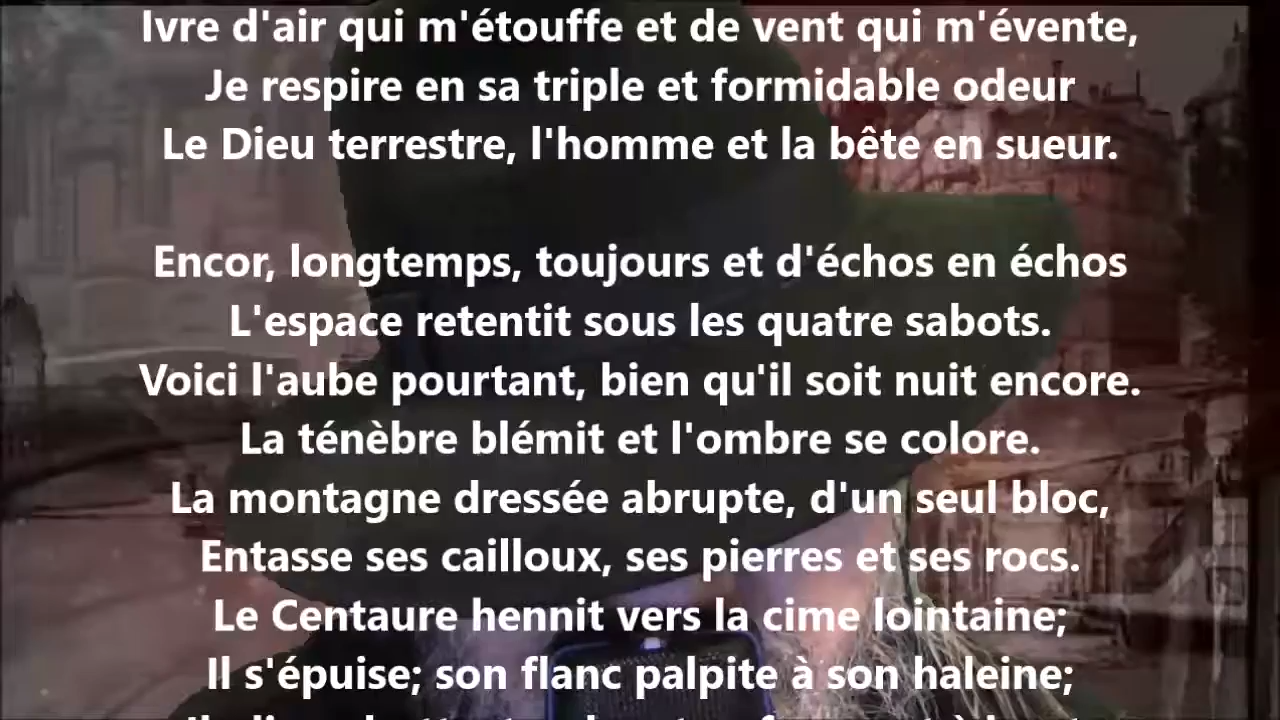 Ivre d'air qui m'étouffe et de vent qui m'évente,
Je respire en sa triple et formidable odeur
Le Dieu terrestre, l'homme et la bête en sueur.
Encor, longtemps, toujours et d'échos en échos
L'espace retentit sous les quatre sabots.
Voici l'aube pourtant, bien qu'il soit nuit encore.
La ténèbre blémit et l'ombre se colore.
La montagne dressée abrupte, d'un seul bloc,
Entasse ses cailloux, ses pierres et ses rocs.
Le Centaure hennit vers la cime lointaine;
Il s'épuise; son flanc palpite à son haleine;